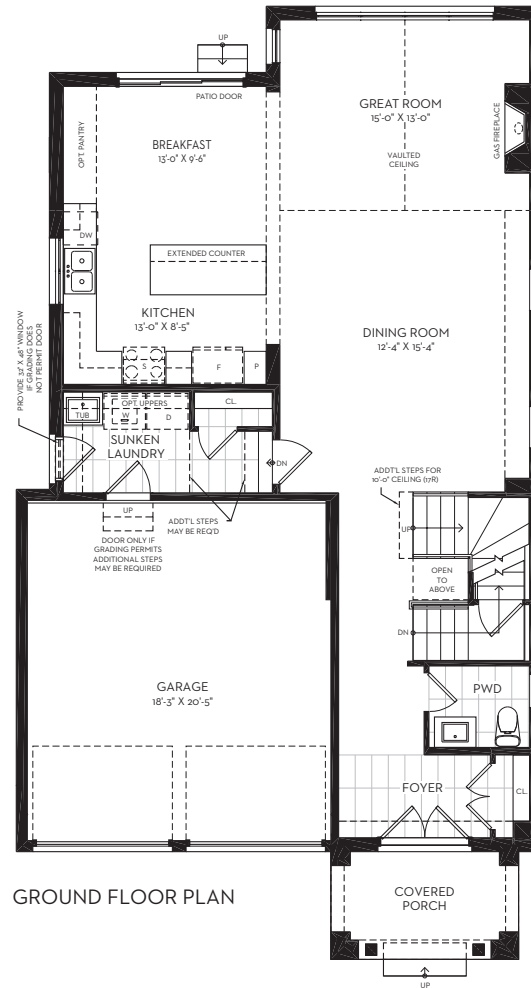 UP
PATIO DOOR
GREAT ROOM
15'-0" X 13'-0"
GAS FIREPLACE
BREAKFAST
13'-0" X 9'-6"
OPT. PANTRY
VAULTED
CEILING
DW
EXTENDED COUNTER
KITCHEN
13'-0" X 8'-5"
DINING ROOM
12'-4" X 15'-4"
S
F
P
PROVIDE 32" X 48" WINDOW
IF GRADING DOES
NOT PERMIT DOOR
OPT. UPPERS
CL.
TUB
W
D
SUNKEN
LAUNDRY
DN
ADDT'L STEPS FOR
10'-0" CEILING (17R)
UP
ADDT'L STEPS
MAY BE REQ'D
UP
DOOR ONLY IF
GRADING PERMITS
ADDITIONAL STEPS
MAY BE REQUIRED
OPEN
TO
ABOVE
DN
GARAGE
18'-3" X 20'-5"
PWD
FOYER
CL.
GROUND FLOOR PLAN
COVERED
PORCH
UP